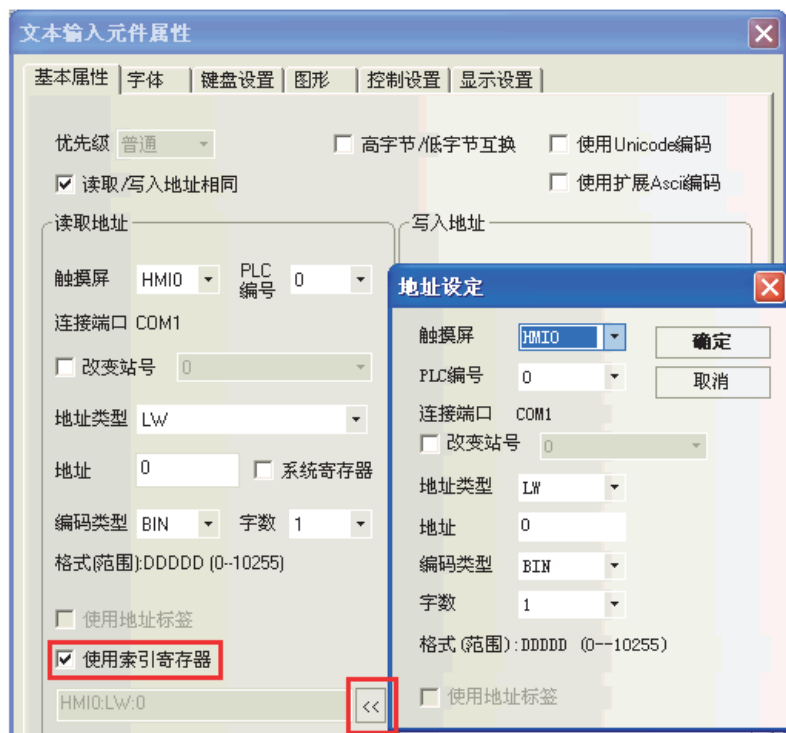 文本输入元件属性
基本属性 字体 键盘设置 图形 控制设置 显示设置
优先级 普通 高字节/低字节互换 使用Unicode编码
读取/写入地址相同 使用扩展Ascii编码
读取地址
触摸屏 HMI0 PLC编号 0
连接端口 COM1
改变站号 0
地址类型 LW
地址 0 系统寄存器
编码类型 BIN 字数 1
格式(范围):DDDDD (0--10255)
使用地址标签
使用索引寄存器
HMI0:LW:0 <<
写入地址
地址设定
触摸屏 HMI0 确定
PLC编号 0 取消
连接端口 COM1
改变站号 0
地址类型 LW
地址 0
编码类型 BIN
字数 1
格式(范围):DDDDD (0--10255)
使用地址标签